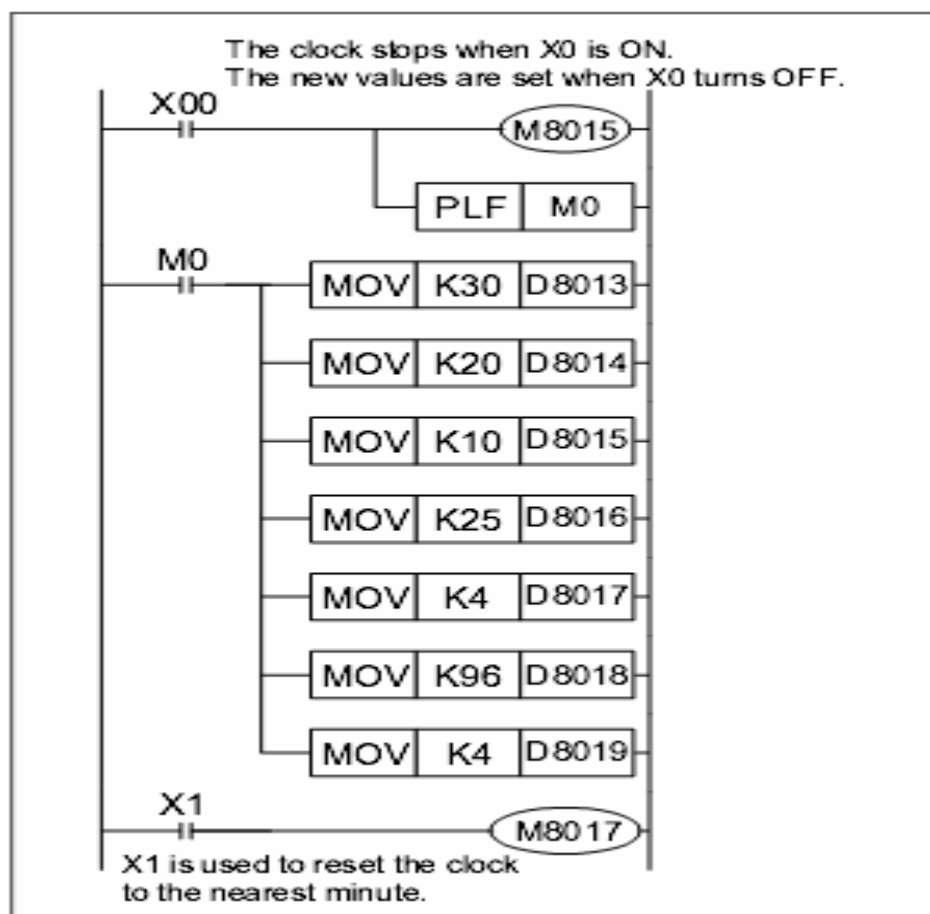 The clock stops when X0 is ON.
The new values are set when X0 turns OFF.
X00
M8015
PLF M0
M0
MOV K30 D8013
MOV K20 D8014
MOV K10 D8015
MOV K25 D8016
MOV K4 D8017
MOV K96 D8018
MOV K4 D8019
X1
M8017
X1 is used to reset the clock
to the nearest minute.